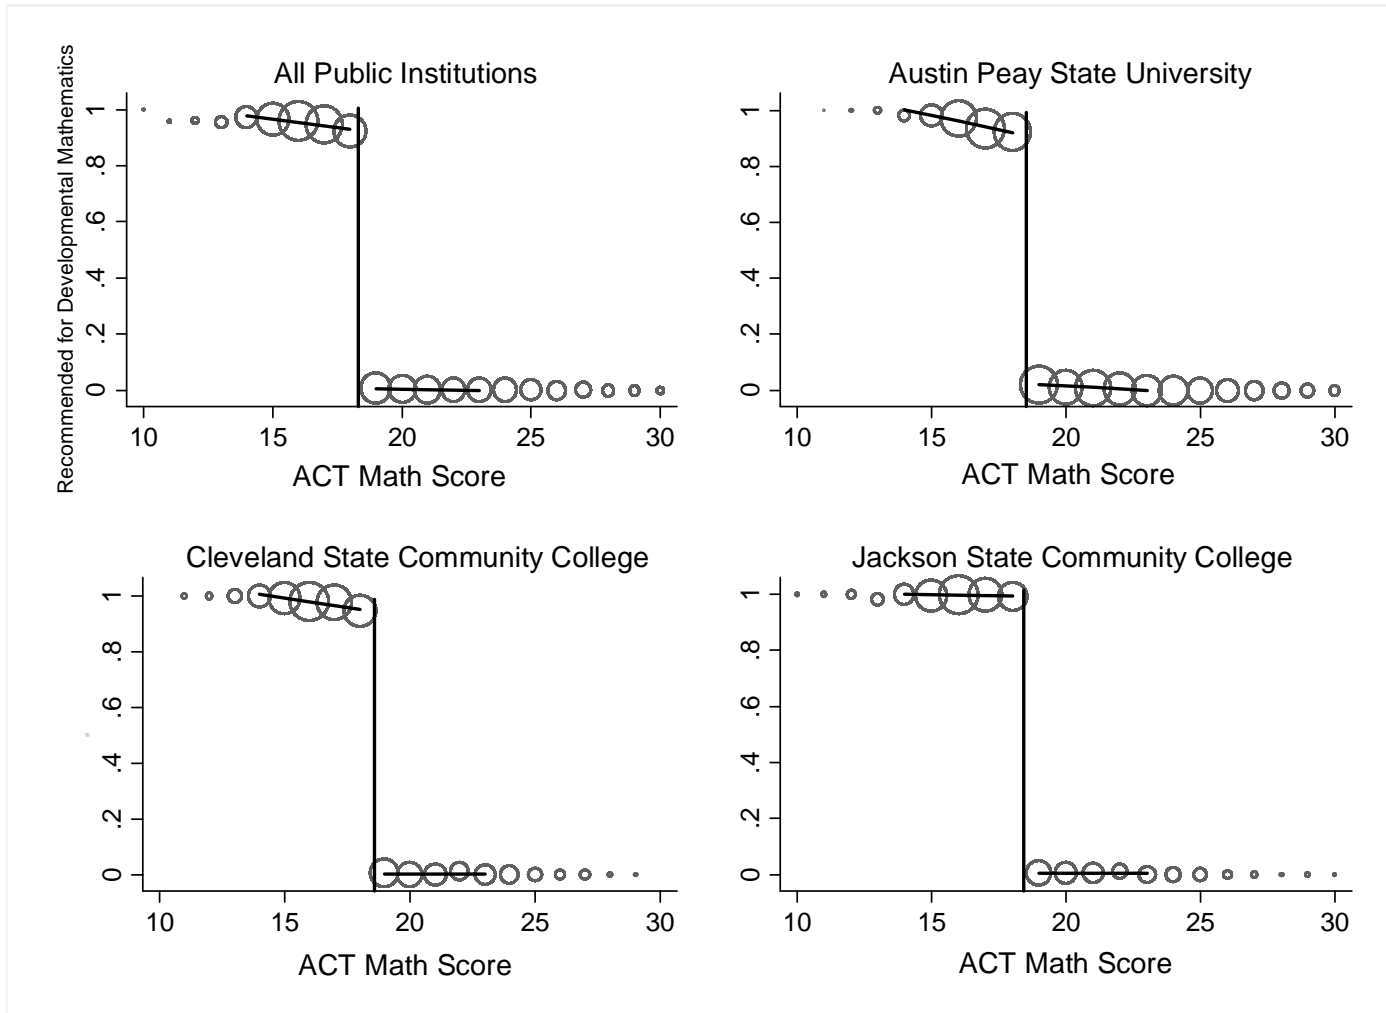 All Public Institutions
Recommended for Developmental Mathematics
1
.8
.6
.4
.2
0
10 15 20 25 30
ACT Math Score
Austin Peay State University
1
.8
.6
.4
.2
0
10 15 20 25 30
ACT Math Score
Cleveland State Community College
1
.8
.6
.4
.2
0
10 15 20 25 30
ACT Math Score
Jackson State Community College
1
.8
.6
.4
.2
0
10 15 20 25 30
ACT Math Score